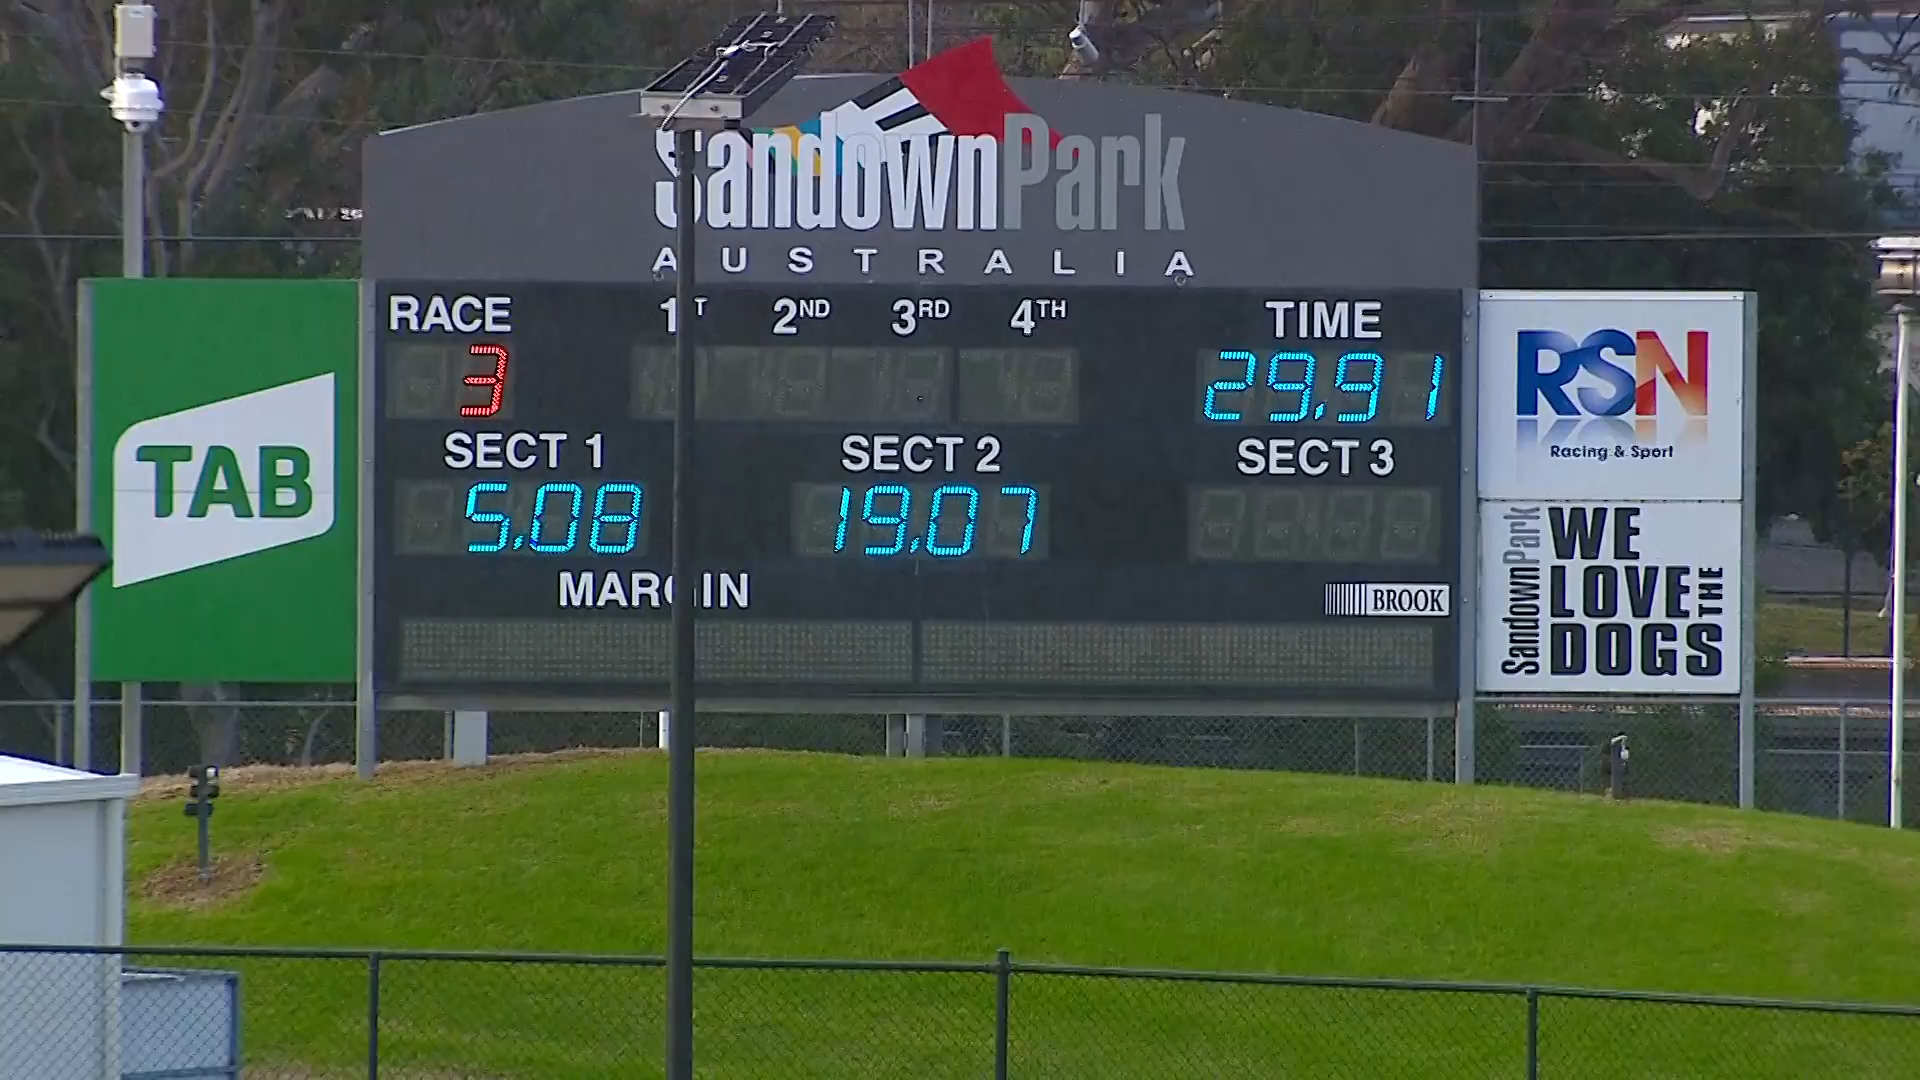 SandownPark
AUSTRALIA
RACE 1ST 2ND 3RD 4TH TIME
3 29.91
SECT 1 SECT 2 SECT 3
5.08 19.07
MARGIN
BROOK
TAB
RSN
Racing & Sport
SandownPark
WE
LOVE THE
DOGS